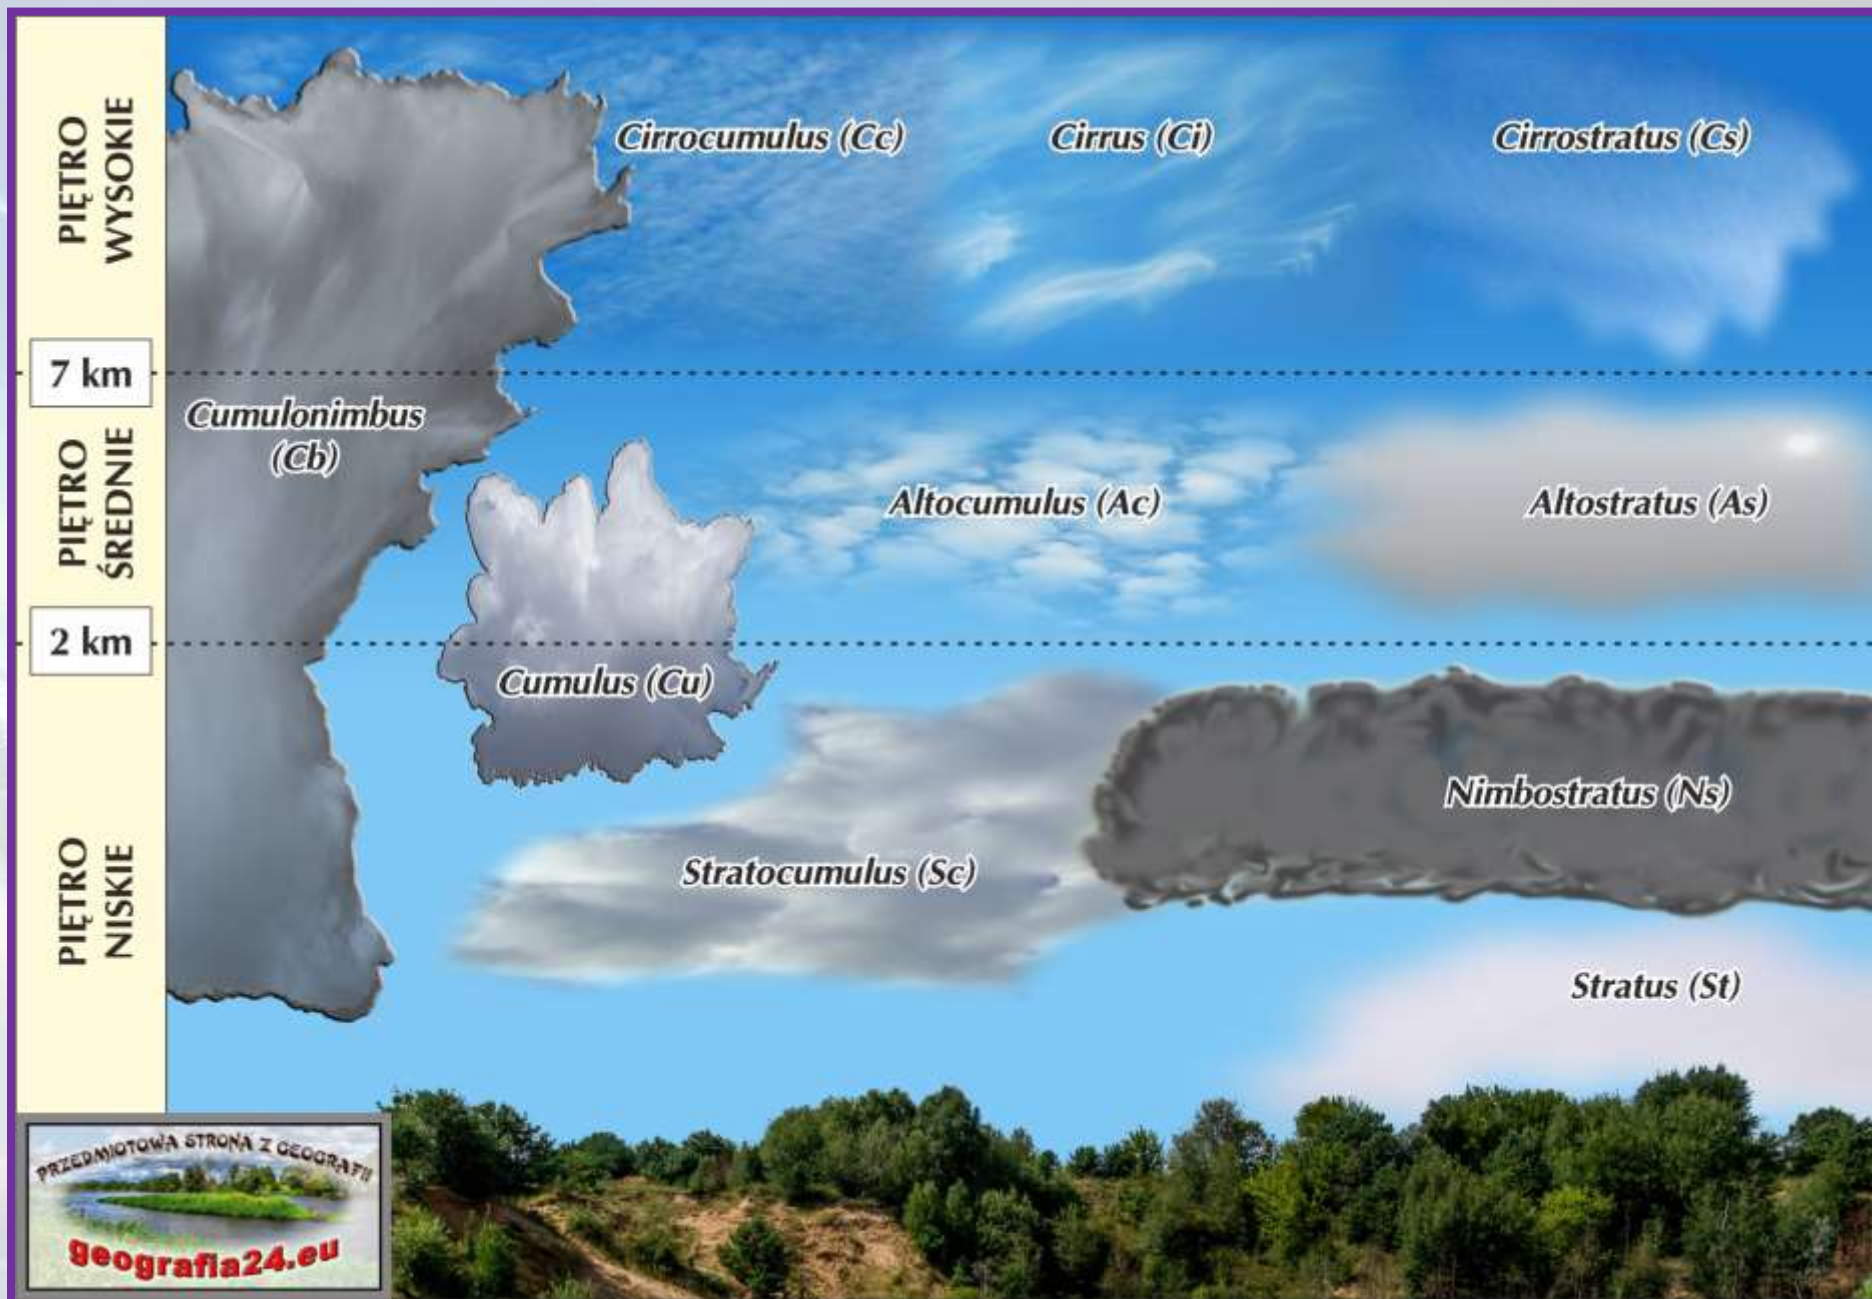 PIĘTRO
WYSOKIE
Cirrocumulus (Cc)
Cirrus (Ci)
Cirrostratus (Cs)
7 km
PIĘTRO
ŚREDNIE
Cumulonimbus
(Cb)
Altocumulus (Ac)
Altostratus (As)
2 km
Cumulus (Cu)
PIĘTRO
NISKIE
Nimbostratus (Ns)
Stratocumulus (Sc)
Stratus (St)
PRZEDMIOTOWA STRONA Z GEOGRAFII
geografia24.eu